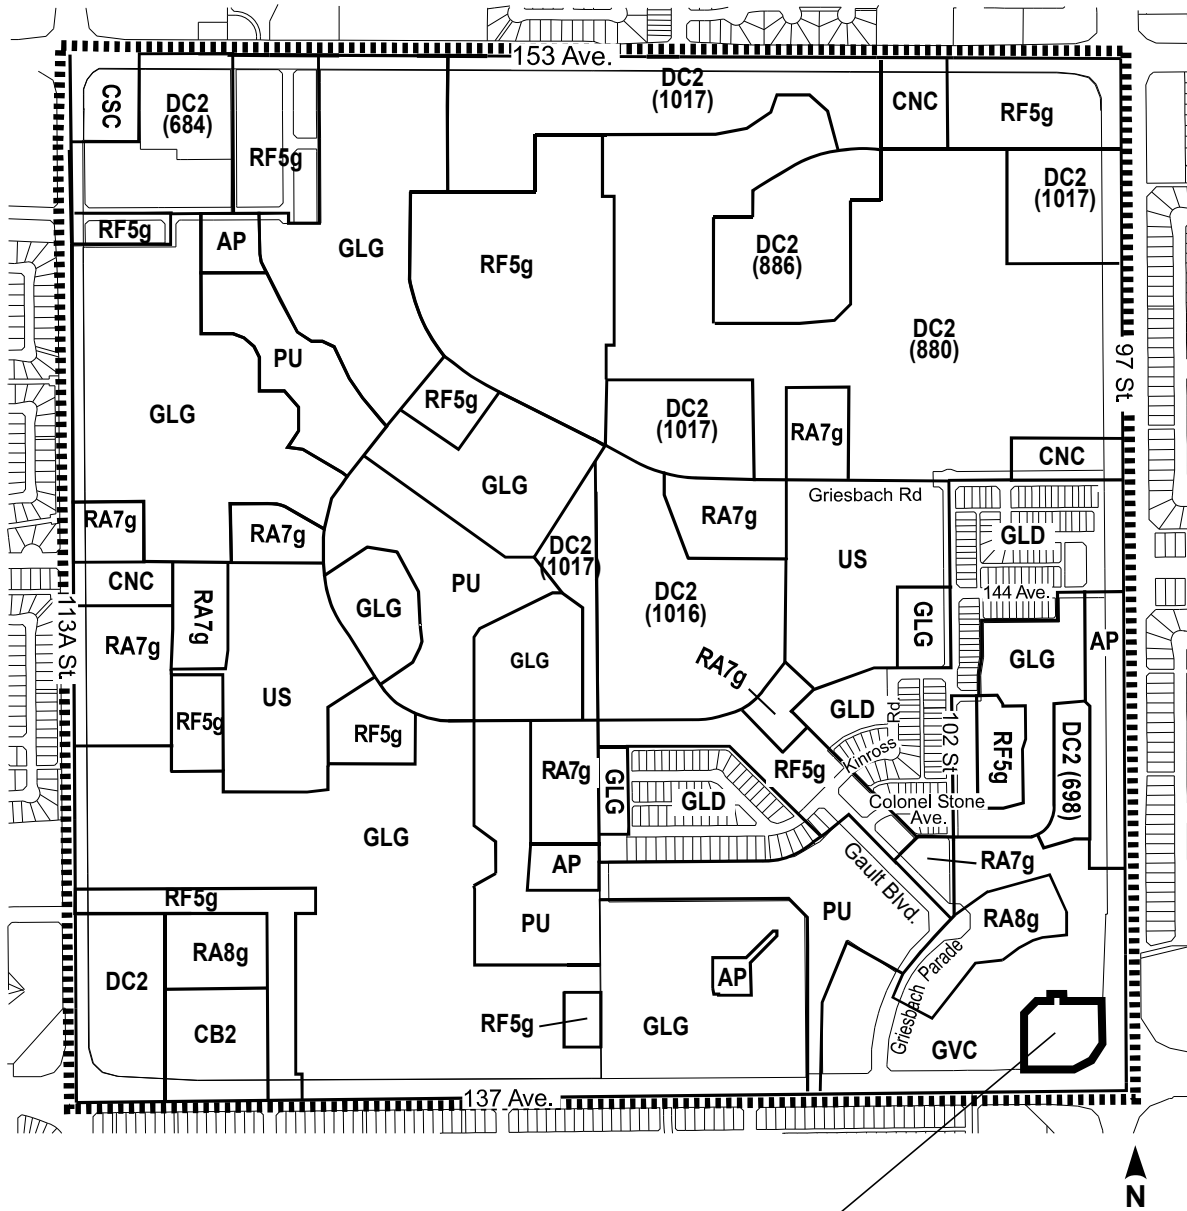 153 Ave.
CSC
DC2
(684)
RF5g
DC2
(1017)
CNC
RF5g
DC2
(1017)
RF5g
AP
GLG
RF5g
DC2
(886)
DC2
(880)
97 St
PU
GLG
RF5g
DC2
(1017)
RA7g
CNC
GLG
Griesbach Rd
RA7g
RA7g
RA7g
GLD
DC2
(1017)
US
CNC
PU
144 Ave.
RA7g
GLG
DC2
(1016)
GLG
113A St.
RA7g
AP
GLG
GLG
RA7g
US
GLD
RF5g
RF5g
Rd
102 St
RF5g
DC2 (698)
Kinross
RA7g
GLG
RF5g
GLD
Colonel Stone
Ave.
GLG
AP
Gault Blvd.
RA7g
RF5g
PU
PU
RA8g
RA8g
Griesbach Parade
DC2
AP
RF5g
GLG
CB2
GVC
137 Ave.
N